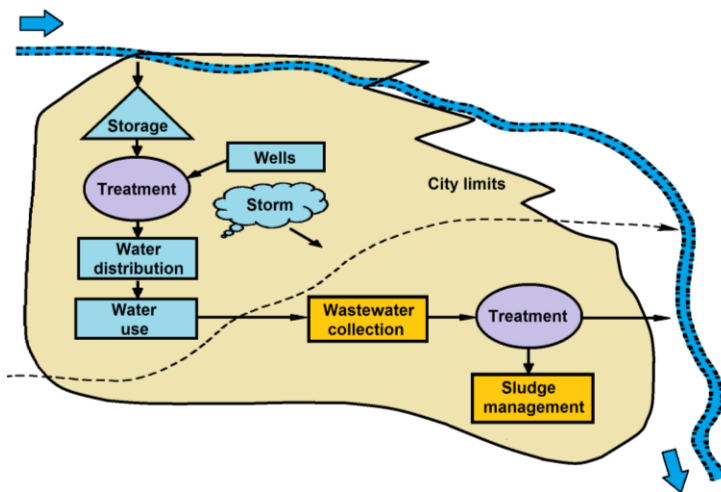 Storage
Wells
Treatment
City limits
Storm
Water
distribution
Water
use
Wastewater
collection
Treatment
Sludge
management